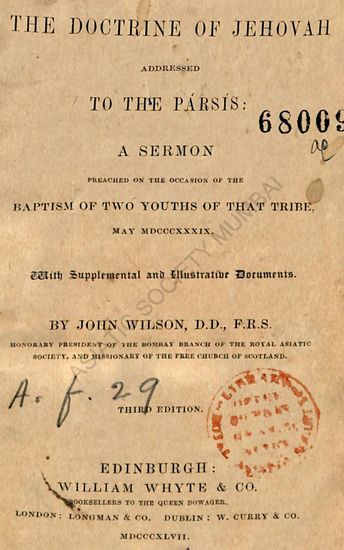 THE DOCTRINE OF JEHOVAH
ADDRESSED
TO THE PÁRSÍS:
68009
A SERMON
PREACHED ON THE OCCASION OF THE
BAPTISM OF TWO YOUTHS OF THAT TRIBE,
MAY MDCCCXXXIX.
With Supplemental and Illustrative Documents.
BY JOHN WILSON, D.D., F.R.S.
HONORARY PRESIDENT OF THE BOMBAY BRANCH OF THE ROYAL ASIATIC
SOCIETY, AND MISSIONARY OF THE FREE CHURCH OF SCOTLAND.
A. f. 29
THIRD EDITION.
EDINBURGH:
WILLIAM WHYTE & CO.
BOOKSELLERS TO THE QUEEN DOWAGER.
LONDON: LONGMAN & CO. DUBLIN: W. CURRY & CO.
MDCCCXLVII.
ASIATIC SOCIETY MUMBAI